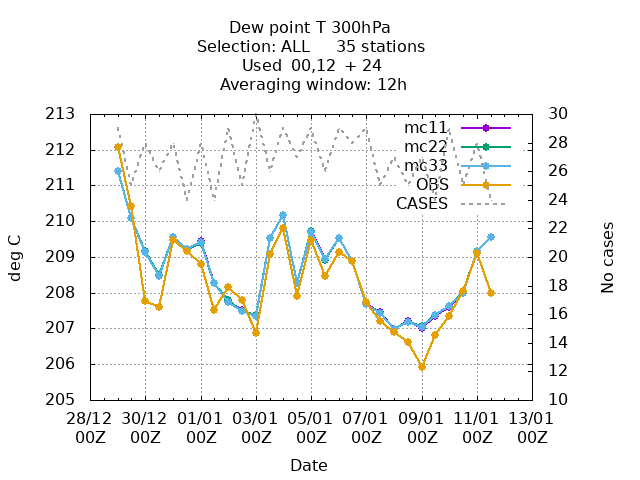 Dew point T 300hPa
Selection: ALL 35 stations
Used 00,12 + 24
Averaging window: 12h
213 30
mc11
212 28
mc22
mc33
211 26
OBS
CASES
24
210 22
209 20
208 18
207 16
14
206 12
205 10
deg C
No cases
28/12 30/12 01/01 03/01 05/01 07/01 09/01 11/01 13/01
00Z 00Z 00Z 00Z 00Z 00Z 00Z 00Z 00Z
Date